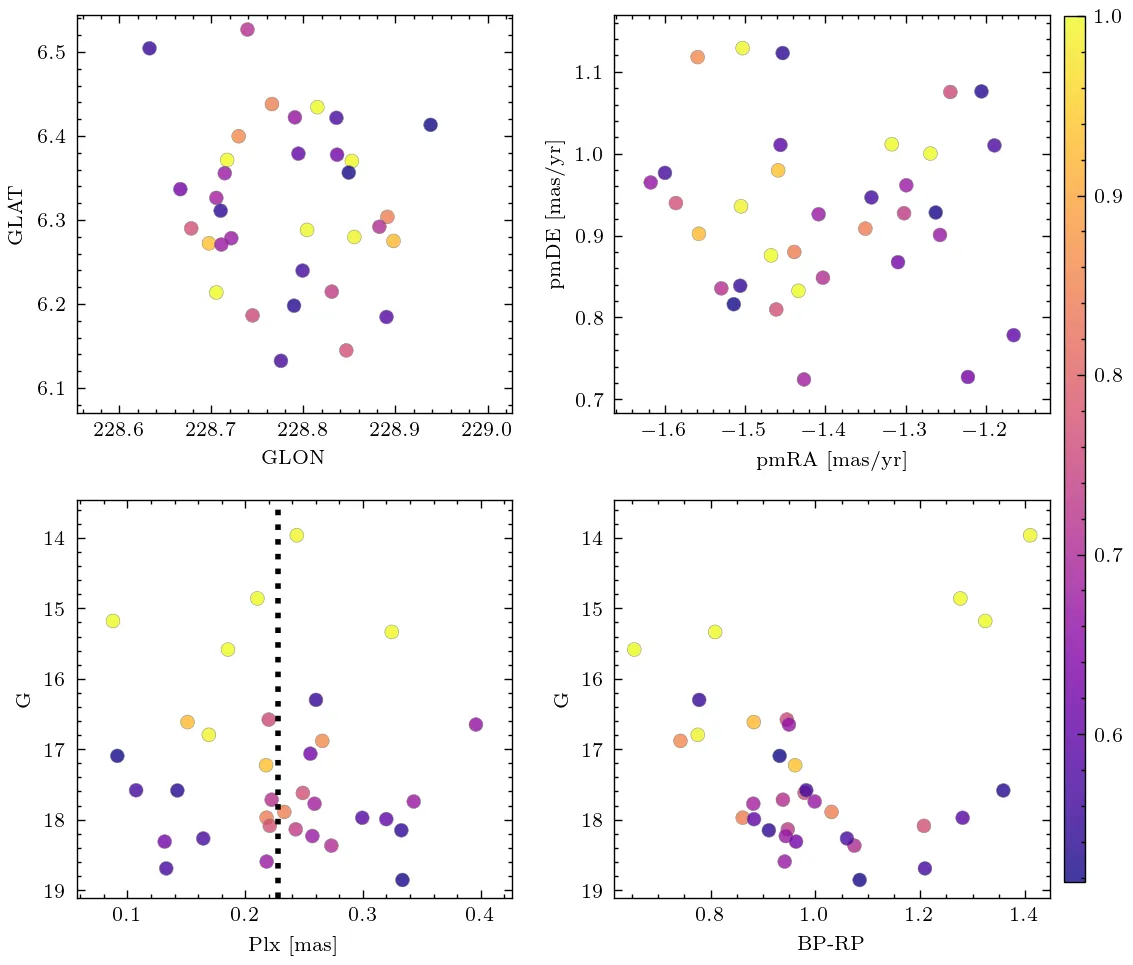 6.5
6.4
6.3
6.2
6.1
GLAT
228.6 228.7 228.8 228.9 229.0
GLON
1.1
1.0
0.9
0.8
0.7
pmDE [mas/yr]
−1.6 −1.5 −1.4 −1.3 −1.2
pmRA [mas/yr]
14
15
16
17
18
19
G
0.1 0.2 0.3 0.4
Plx [mas]
14
15
16
17
18
19
G
0.8 1.0 1.2 1.4
BP-RP
1.0
0.9
0.8
0.7
0.6